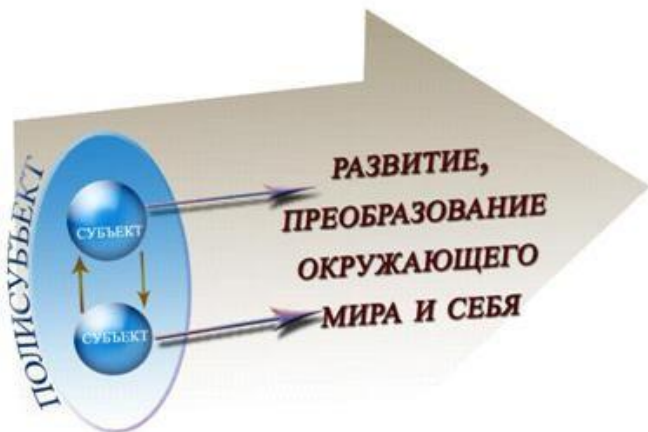 ПОЛИСУБЪЕКТ
СУБЪЕКТ
СУБЪЕКТ
РАЗВИТИЕ,
ПРЕОБРАЗОВАНИЕ
ОКРУЖАЮЩЕГО
МИРА И СЕБЯ